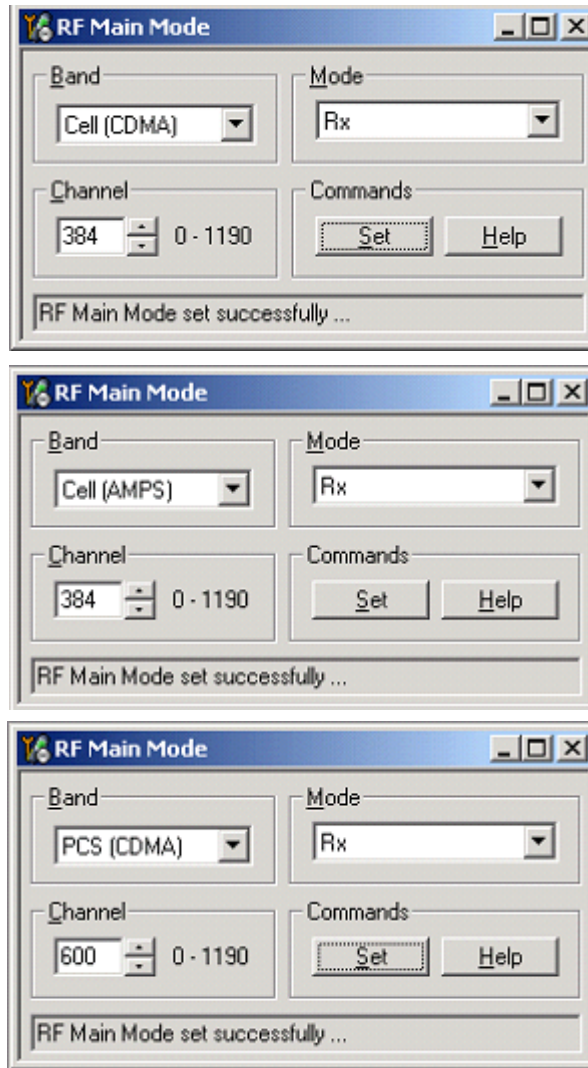 RF Main Mode
Band
Mode
Cell (CDMA)
Rx
Channel
Commands
384
0 - 1190
Set
Help
RF Main Mode set successfully ...
RF Main Mode
Band
Mode
Cell (AMPS)
Rx
Channel
Commands
384
0 - 1190
Set
Help
RF Main Mode set successfully ...
RF Main Mode
Band
Mode
PCS (CDMA)
Rx
Channel
Commands
600
0 - 1190
Set
Help
RF Main Mode set successfully ...